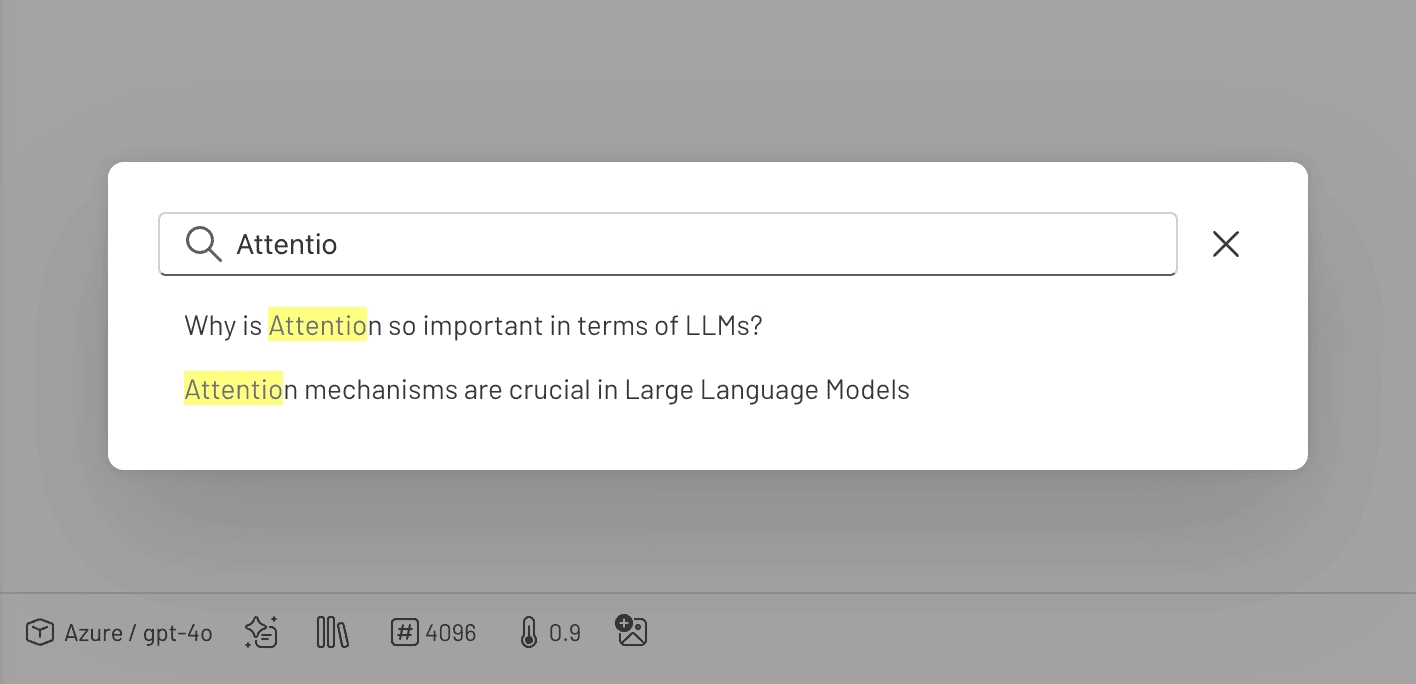 Attentio
Why is Attention so important in terms of LLMs?
Attention mechanisms are crucial in Large Language Models
Azure / gpt-4o # 4096 0.9